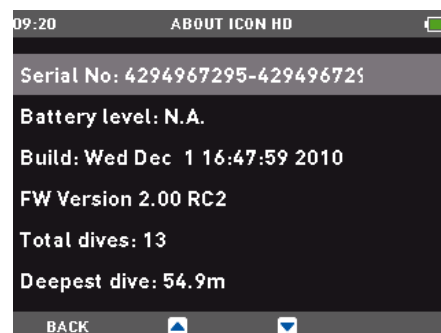 09:20 ABOUT ICON HD
Serial No: 4294967295-429496729
Battery level: N.A.
Build: Wed Dec 1 16:47:59 2010
FW Version 2.00 RC2
Total dives: 13
Deepest dive: 54.9m
BACK